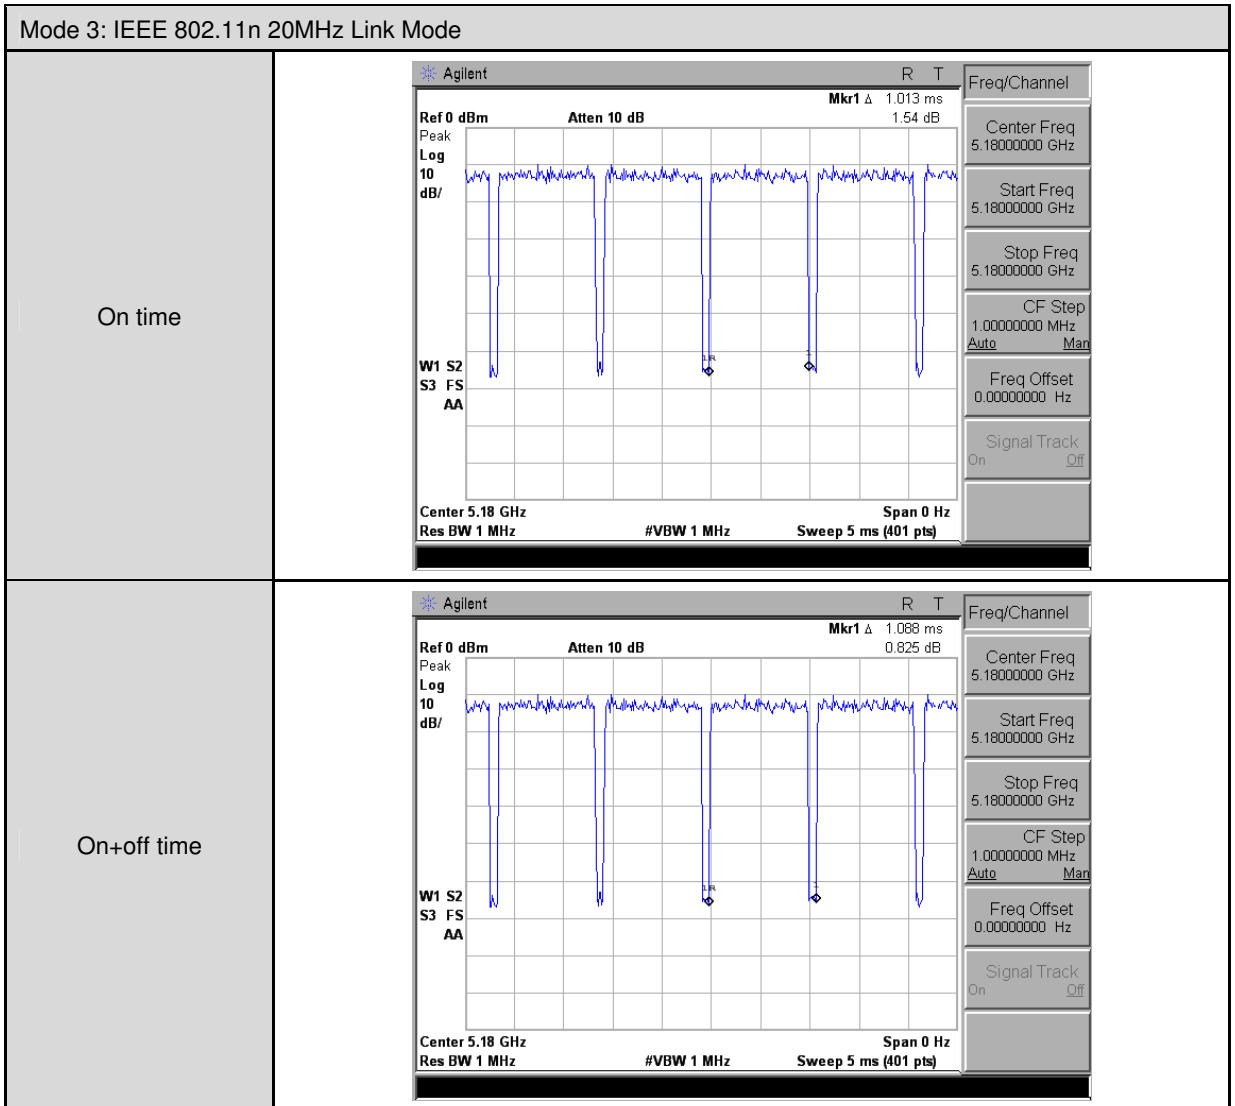 Mode 3: IEEE 802.11n 20MHz Link Mode
On time
Agilent R T
Mkr1 Δ 1.013 ms
Ref 0 dBm Atten 10 dB 1.54 dB
Peak
Log
10
dB/
1R
1
W1 S2
S3 FS
AA
Center 5.18 GHz Span 0 Hz
Res BW 1 MHz #VBW 1 MHz Sweep 5 ms (401 pts)
Freq/Channel
Center Freq
5.18000000 GHz
Start Freq
5.18000000 GHz
Stop Freq
5.18000000 GHz
CF Step
1.00000000 MHz
Auto Man
Freq Offset
0.00000000 Hz
Signal Track
On Off
On+off time
Agilent R T
Mkr1 Δ 1.088 ms
Ref 0 dBm Atten 10 dB 0.825 dB
Peak
Log
10
dB/
1R
1
W1 S2
S3 FS
AA
Center 5.18 GHz Span 0 Hz
Res BW 1 MHz #VBW 1 MHz Sweep 5 ms (401 pts)
Freq/Channel
Center Freq
5.18000000 GHz
Start Freq
5.18000000 GHz
Stop Freq
5.18000000 GHz
CF Step
1.00000000 MHz
Auto Man
Freq Offset
0.00000000 Hz
Signal Track
On Off